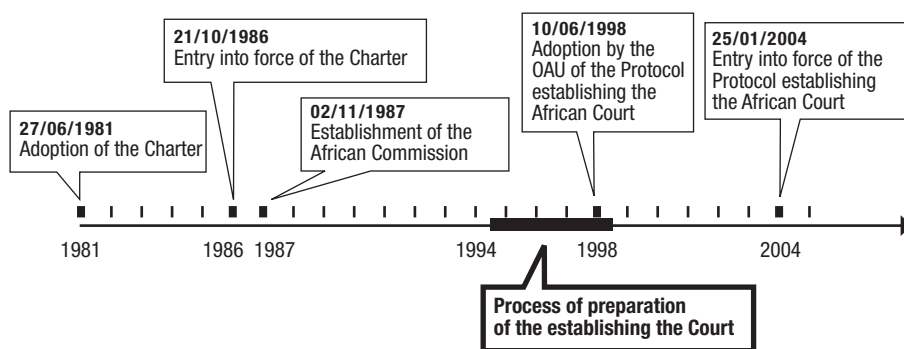 21/10/1986
Entry into force of the Charter
10/06/1998
Adoption by the
OAU of the Protocol
establishing the
African Court
25/01/2004
Entry into force of the
Protocol establishing
the African Court
27/06/1981
Adoption of the Charter
02/11/1987
Establishment of the
African Commission
1981 1986 1987 1994 1998 2004
Process of preparation
of the establishing the Court